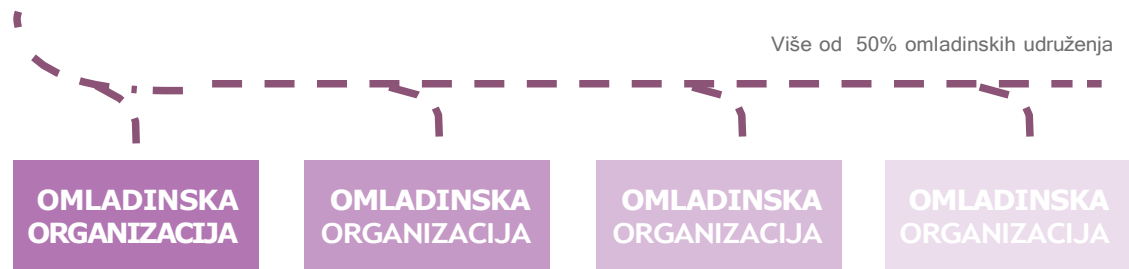 Više od 50% omladinskih udruženja
OMLADINSKA
ORGANIZACIJA
OMLADINSKA
ORGANIZACIJA
OMLADINSKA
ORGANIZACIJA
OMLADINSKA
ORGANIZACIJA